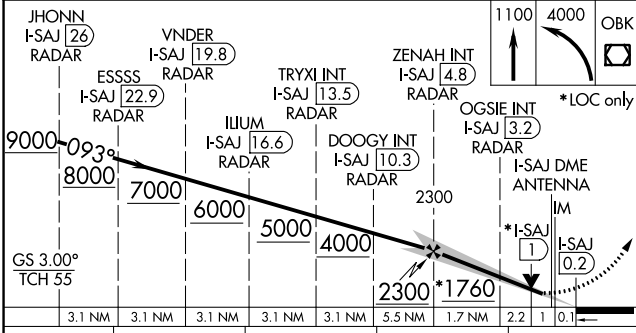 JHONN
I-SAJ 26
RADAR
ESSSS
I-SAJ 22.9
RADAR
VNDER
I-SAJ 19.8
RADAR
ILIUM
I-SAJ 16.6
RADAR
TRYXI INT
I-SAJ 13.5
RADAR
DOOGY INT
I-SAJ 10.3
RADAR
ZENAH INT
I-SAJ 4.8
RADAR
OGSIE INT
I-SAJ 3.2
RADAR
1100
4000
OBK
*LOC only
I-SAJ DME
ANTENNA
IM
*I-SAJ
1
I-SAJ
0.2
9000
093°
8000
7000
6000
5000
4000
2300
2300
*1760
GS 3.00°
TCH 55
3.1 NM 3.1 NM 3.1 NM 3.1 NM 3.1 NM 5.5 NM 1.7 NM 2.2 1 0.1